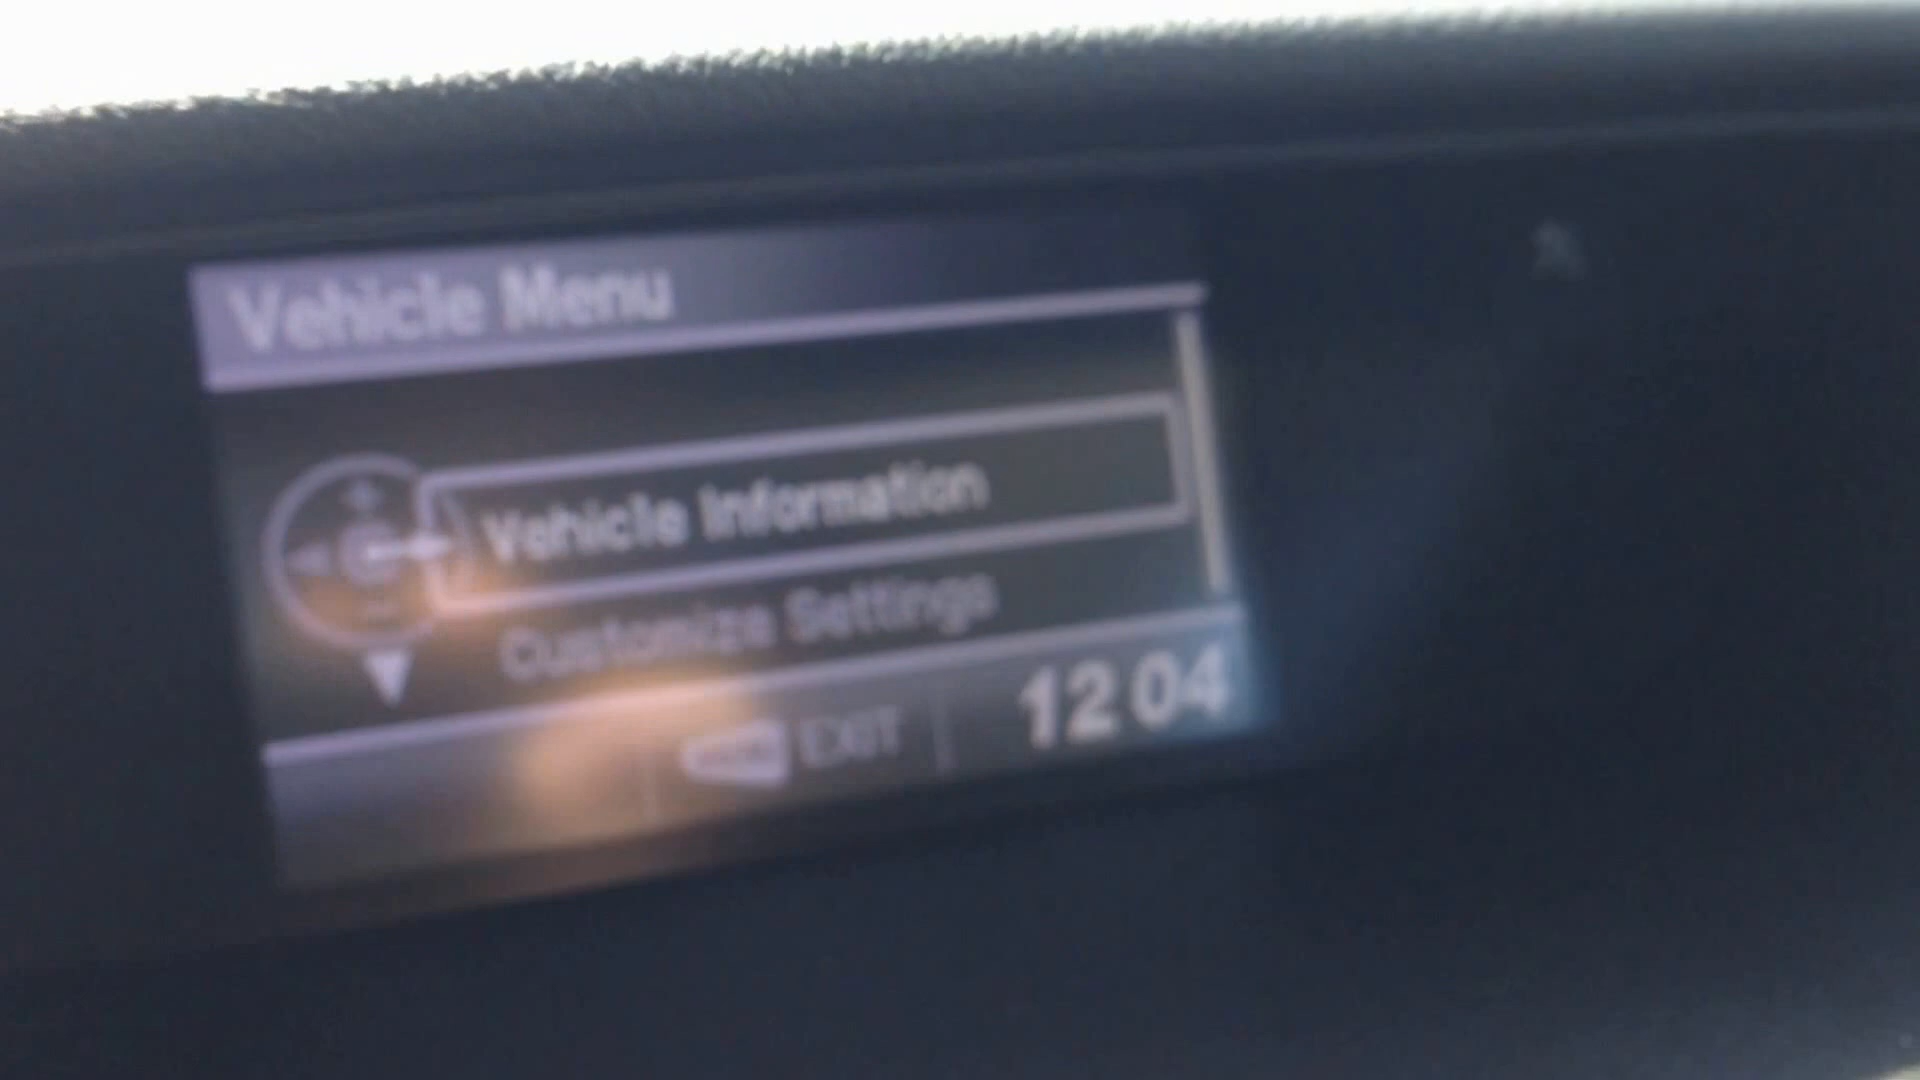 Vehicle Menu
Vehicle Information
Customize Settings
EXIT
12 04